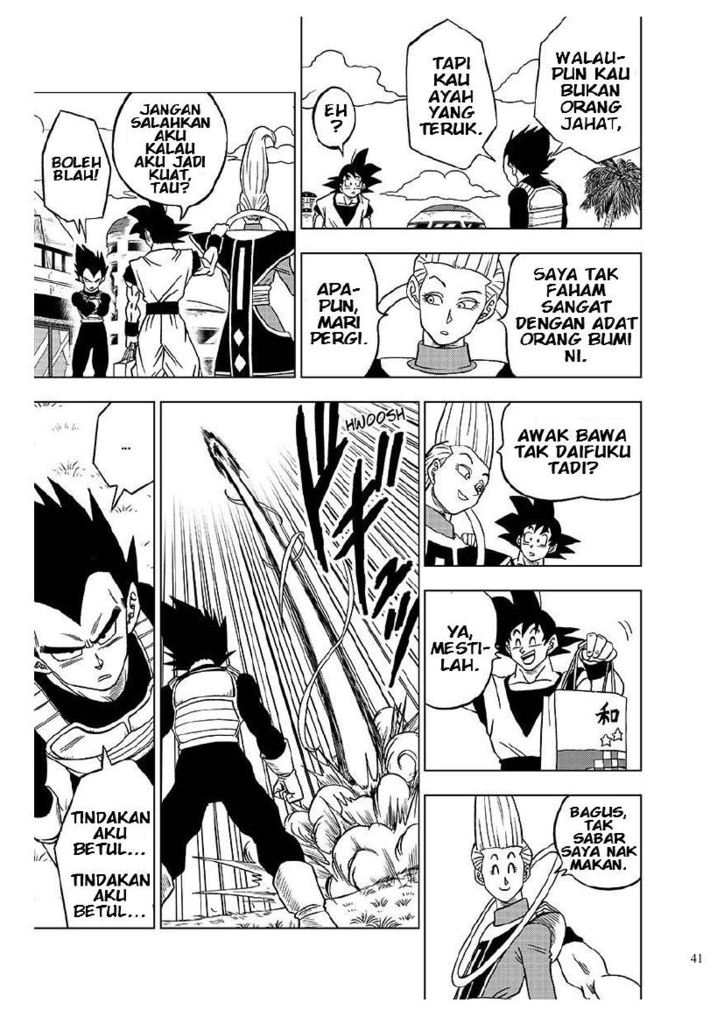 WALAU-
PUN KAU
BUKAN
ORANG
JAHAT,
TAPI
KAU
AYAH
YANG
TERUK.
EH
?
JANGAN
SALAHKAN
AKU
KALAU
AKU JADI
KUAT,
TAU?
BOLEH
BLAH!
SAYA TAK
FAHAM
SANGAT
DENGAN ADAT
ORANG BUMI
NI.
APA-
PUN,
MARI
PERGI.
AWAK BAWA
TAK DAIFUKU
TADI?
YA,
MESTI-
LAH.
和
BAGUS,
TAK
SABAR
SAYA NAK
MAKAN.
HWOOSH
...
TINDAKAN
AKU
BETUL...
TINDAKAN
AKU
BETUL...
41